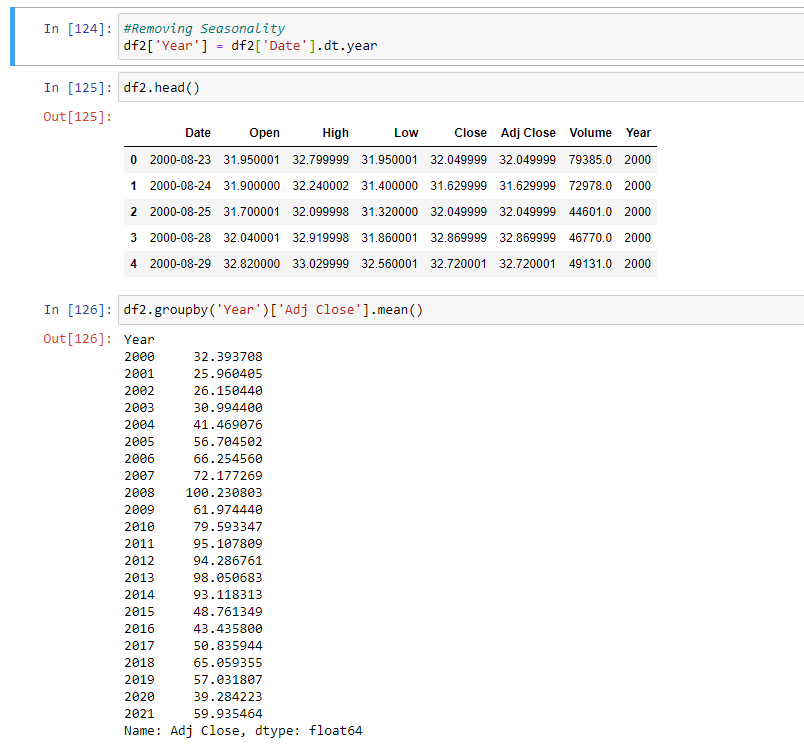 In [124]: #Removing Seasonality
df2['Year'] = df2['Date'].dt.year
In [125]: df2.head()
Out[125]:
Date Open High Low Close Adj Close Volume Year
0 2000-08-23 31.950001 32.799999 31.950001 32.049999 32.049999 79385.0 2000
1 2000-08-24 31.900000 32.240002 31.400000 31.629999 31.629999 72978.0 2000
2 2000-08-25 31.700001 32.099998 31.320000 32.049999 32.049999 44601.0 2000
3 2000-08-28 32.040001 32.919998 31.860001 32.869999 32.869999 46770.0 2000
4 2000-08-29 32.820000 33.029999 32.560001 32.720001 32.720001 49131.0 2000
In [126]: df2.groupby('Year')['Adj Close'].mean()
Out[126]: Year
2000 32.393708
2001 25.960405
2002 26.150440
2003 30.994400
2004 41.469076
2005 56.704502
2006 66.254560
2007 72.177269
2008 100.230803
2009 61.974440
2010 79.593347
2011 95.107809
2012 94.286761
2013 98.050683
2014 93.118313
2015 48.761349
2016 43.435800
2017 50.835944
2018 65.059355
2019 57.031807
2020 39.284223
2021 59.935464
Name: Adj Close, dtype: float64